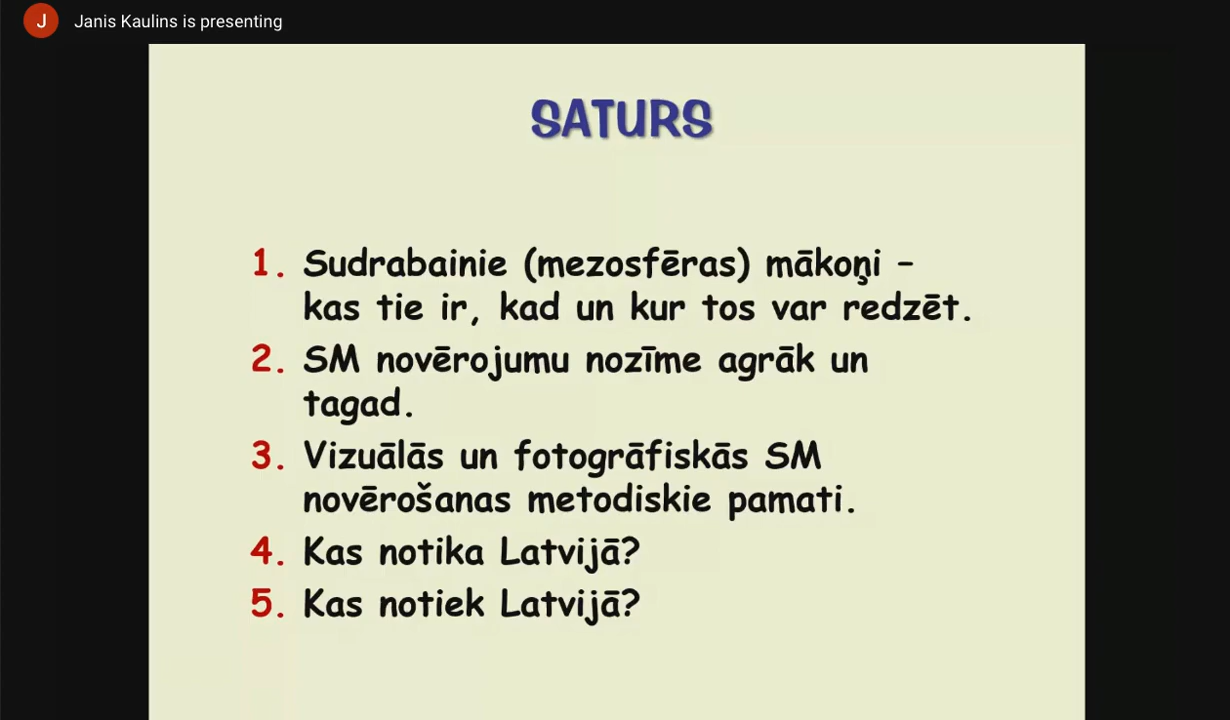 J Janis Kaulins is presenting
SATURS
1. Sudrabainie (mezosfēras) mākoņi –
kas tie ir, kad un kur tos var redzēt.
2. SM novērojumu nozīme agrāk un
tagad.
3. Vizuālās un fotogrāfiskās SM
novērošanas metodiskie pamati.
4. Kas notika Latvijā?
5. Kas notiek Latvijā?